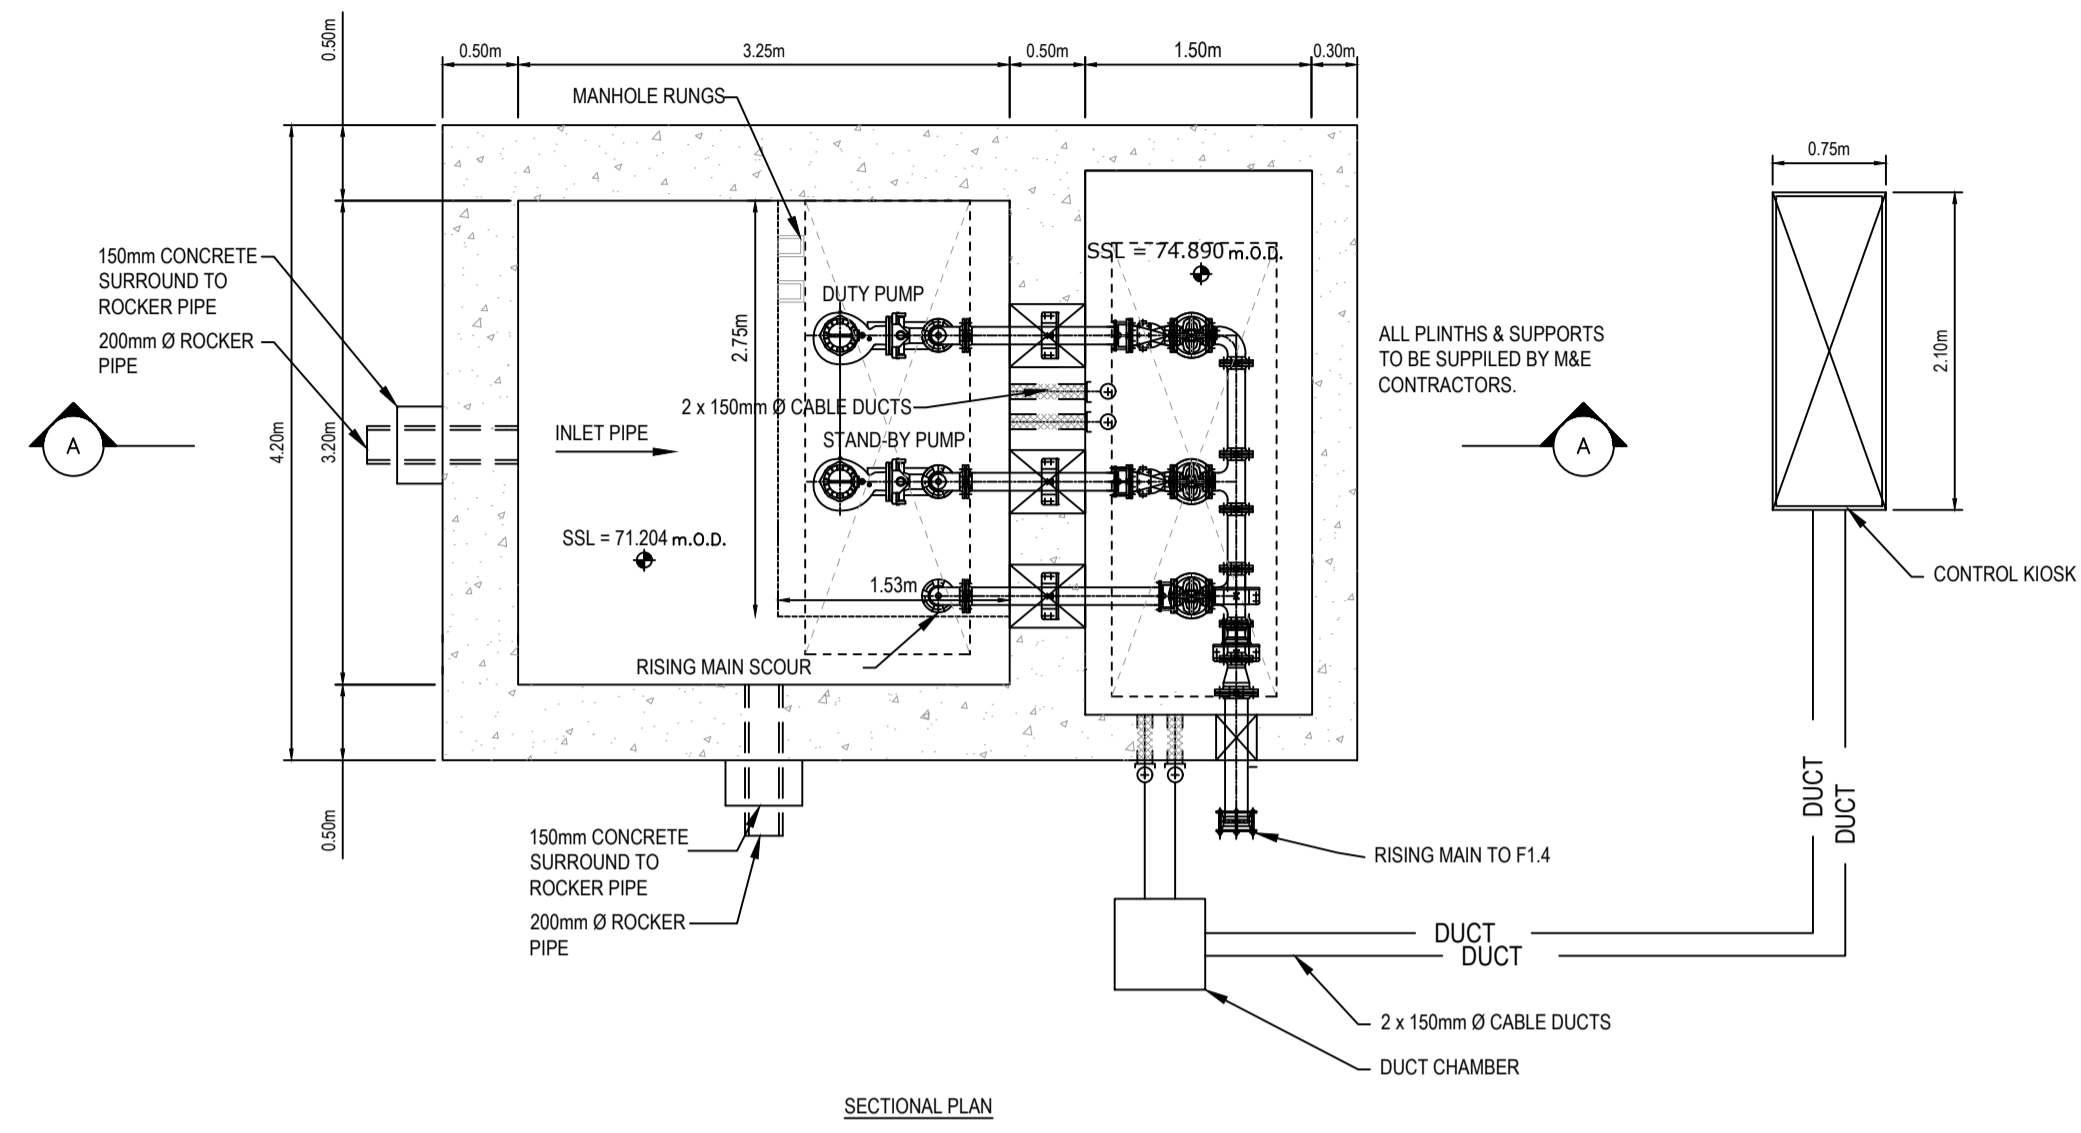 0.50m
0.50m
3.25m
0.50m
1.50m
0.30m
MANHOLE RUNGS
0.75m
150mm CONCRETE
SURROUND TO
ROCKER PIPE
200mm Ø ROCKER
PIPE
SSL = 74.890 m.O.D.
DUTY PUMP
2.75m
ALL PLINTHS & SUPPORTS
TO BE SUPPILED BY M&E
CONTRACTORS.
2.10m
2 x 150mm Ø CABLE DUCTS
A
4.20m
3.20m
INLET PIPE
STAND-BY PUMP
A
SSL = 71.204 m.O.D.
1.53m
CONTROL KIOSK
RISING MAIN SCOUR
0.50m
150mm CONCRETE
SURROUND TO
ROCKER PIPE
200mm Ø ROCKER
PIPE
RISING MAIN TO F1.4
DUCT
DUCT
DUCT
DUCT
2 x 150mm Ø CABLE DUCTS
DUCT CHAMBER
SECTIONAL PLAN